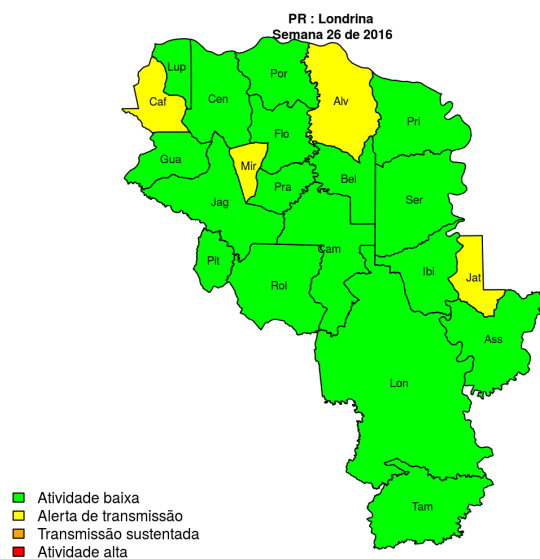 PR : Londrina
Semana 26 de 2016
Lup
Por
Caf
Cen
Alv
Pri
Flo
Gua
Mir
Bel
Pra
Jag
Ser
Cam
Pit
Ibi
Jat
Rol
Ass
Lon
Tam
Atividade baixa
Alerta de transmissão
Transmissão sustentada
Atividade alta